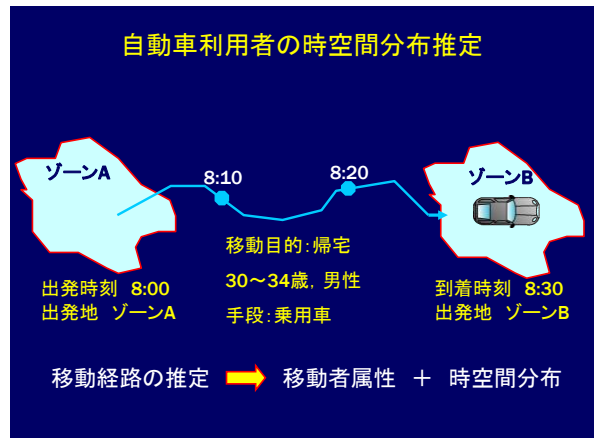 自動車利用者の時空間分布推定
ゾーンA
8:10
8:20
ゾーンB
移動目的:帰宅
30～34歳，男性
手段:乗用車
出発時刻 8:00
出発地 ゾーンA
到着時刻 8:30
出発地 ゾーンB
移動経路の推定 移動者属性 ＋ 時空間分布